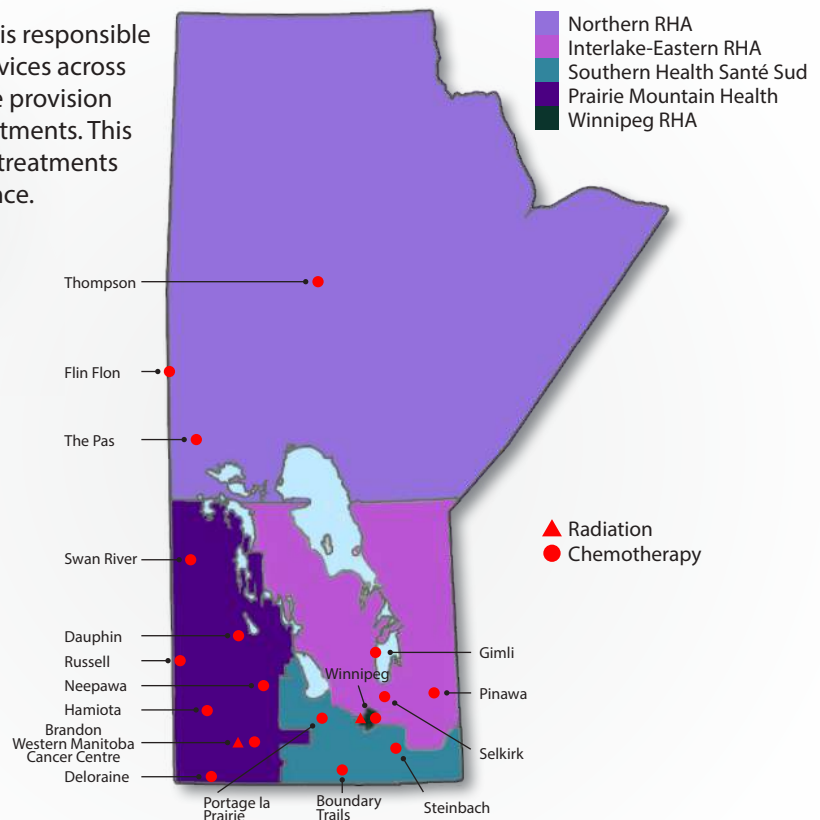 is responsible
vices across
e provision
tments. This
treatments
nce.
Northern RHA
Interlake-Eastern RHA
Southern Health Santé Sud
Prairie Mountain Health
Winnipeg RHA
Thompson
Flin Flon
The Pas
Radiation
Chemotherapy
Swan River
Dauphin
Russell
Neepawa
Hamiota
Brandon
Western Manitoba
Cancer Centre
Deloraine
Winnipeg
Gimli
Pinawa
Selkirk
Steinbach
Boundary
Trails
Portage la
Prairie